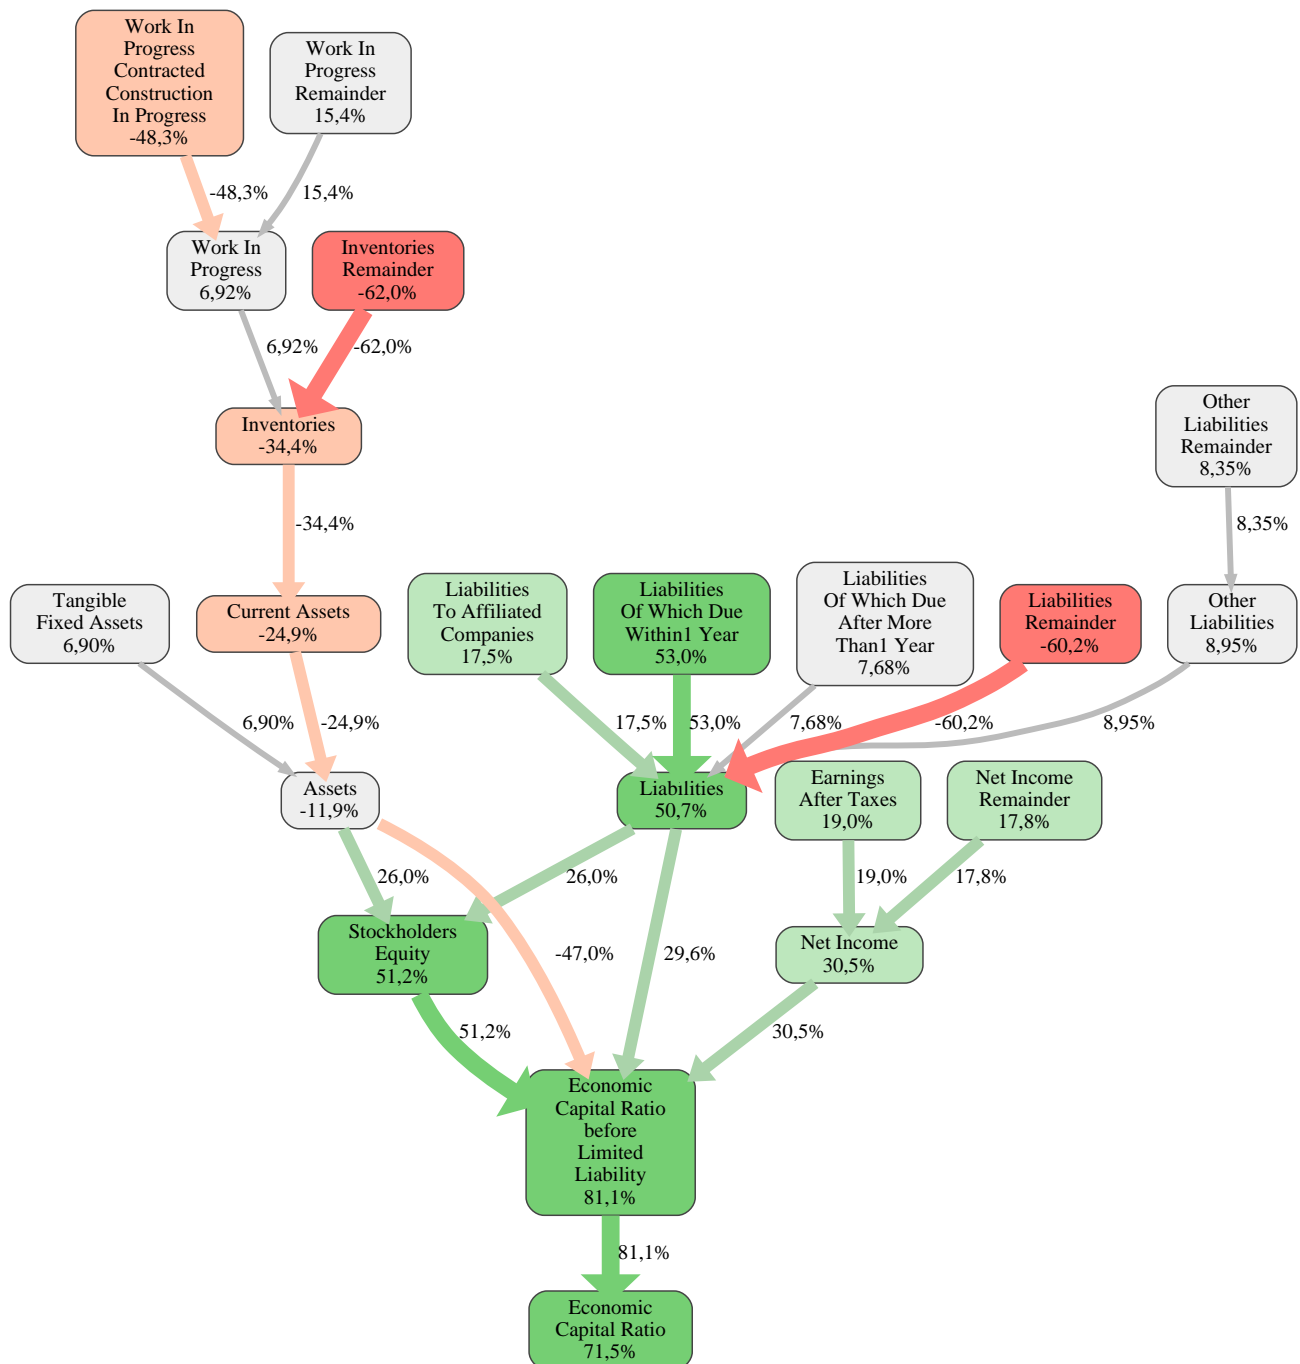 Work In
Progress
Contracted
Construction
In Progress
-48,3%
Work In
Progress
Remainder
15,4%
-48,3%
15,4%
Work In
Progress
6,92%
Inventories
Remainder
-62,0%
6,92%
-62,0%
Inventories
-34,4%
Other
Liabilities
Remainder
8,35%
-34,4%
8,35%
Tangible
Fixed Assets
6,90%
Current Assets
-24,9%
Liabilities
To Affiliated
Companies
17,5%
Liabilities
Of Which Due
Within1 Year
53,0%
Liabilities
Of Which Due
After More
Than1 Year
7,68%
Liabilities
Remainder
-60,2%
Other
Liabilities
8,95%
6,90%
-24,9%
17,5%
53,0%
7,68%
-60,2%
8,95%
Assets
-11,9%
Liabilities
50,7%
Earnings
After Taxes
19,0%
Net Income
Remainder
17,8%
26,0%
26,0%
19,0%
17,8%
Stockholders
Equity
51,2%
-47,0%
29,6%
Net Income
30,5%
51,2%
30,5%
Economic
Capital Ratio
before
Limited
Liability
81,1%
81,1%
Economic
Capital Ratio
71,5%